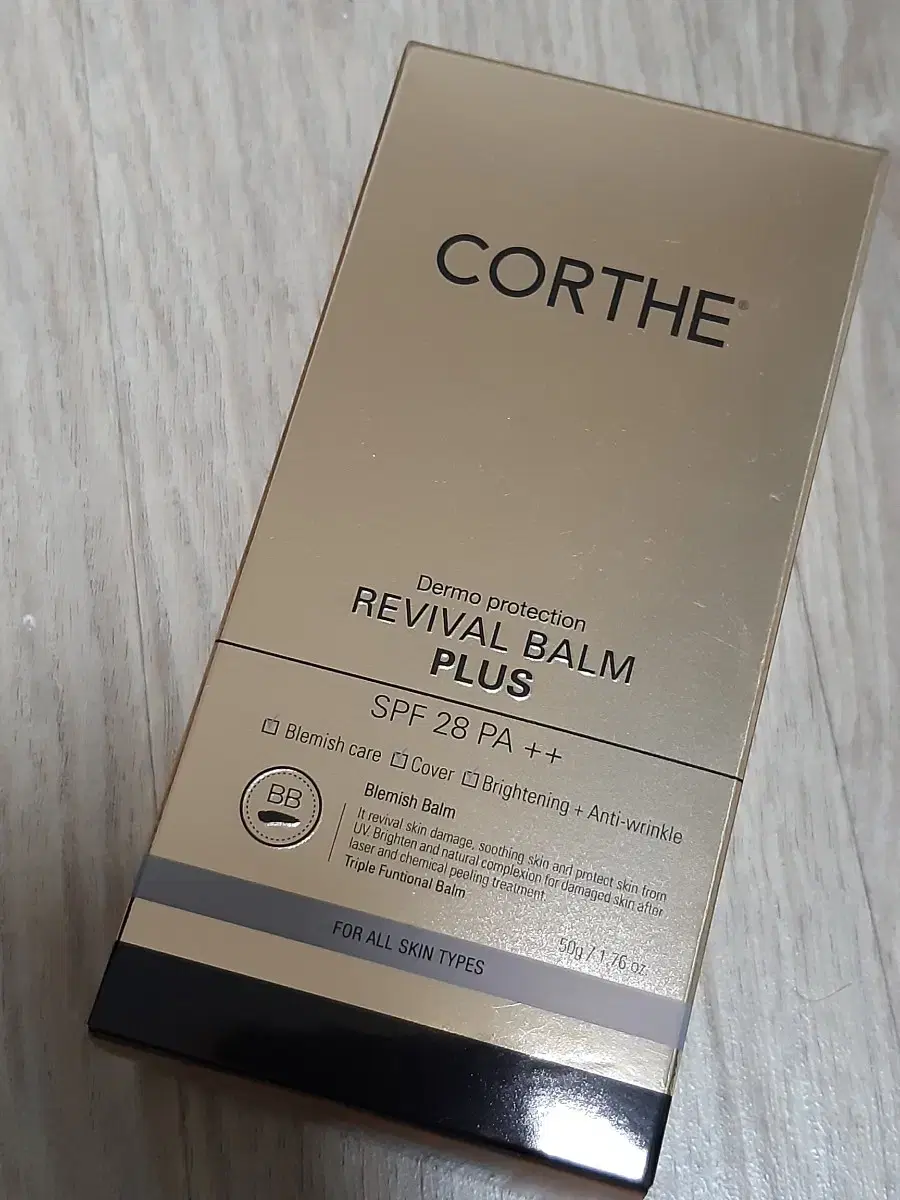 CORTHE®
Dermo protection
REVIVAL BALM
PLUS
SPF 28 PA ++
Blemish care Cover Brightening + Anti-wrinkle
BB
Blemish Balm
It revival skin damage, soothing skin and protect skin from
UV. Brighten and natural complexion for damaged skin after
laser and chemical peeling treatment.
Triple Funtional Balm
50g / 1.76 oz.
FOR ALL SKIN TYPES